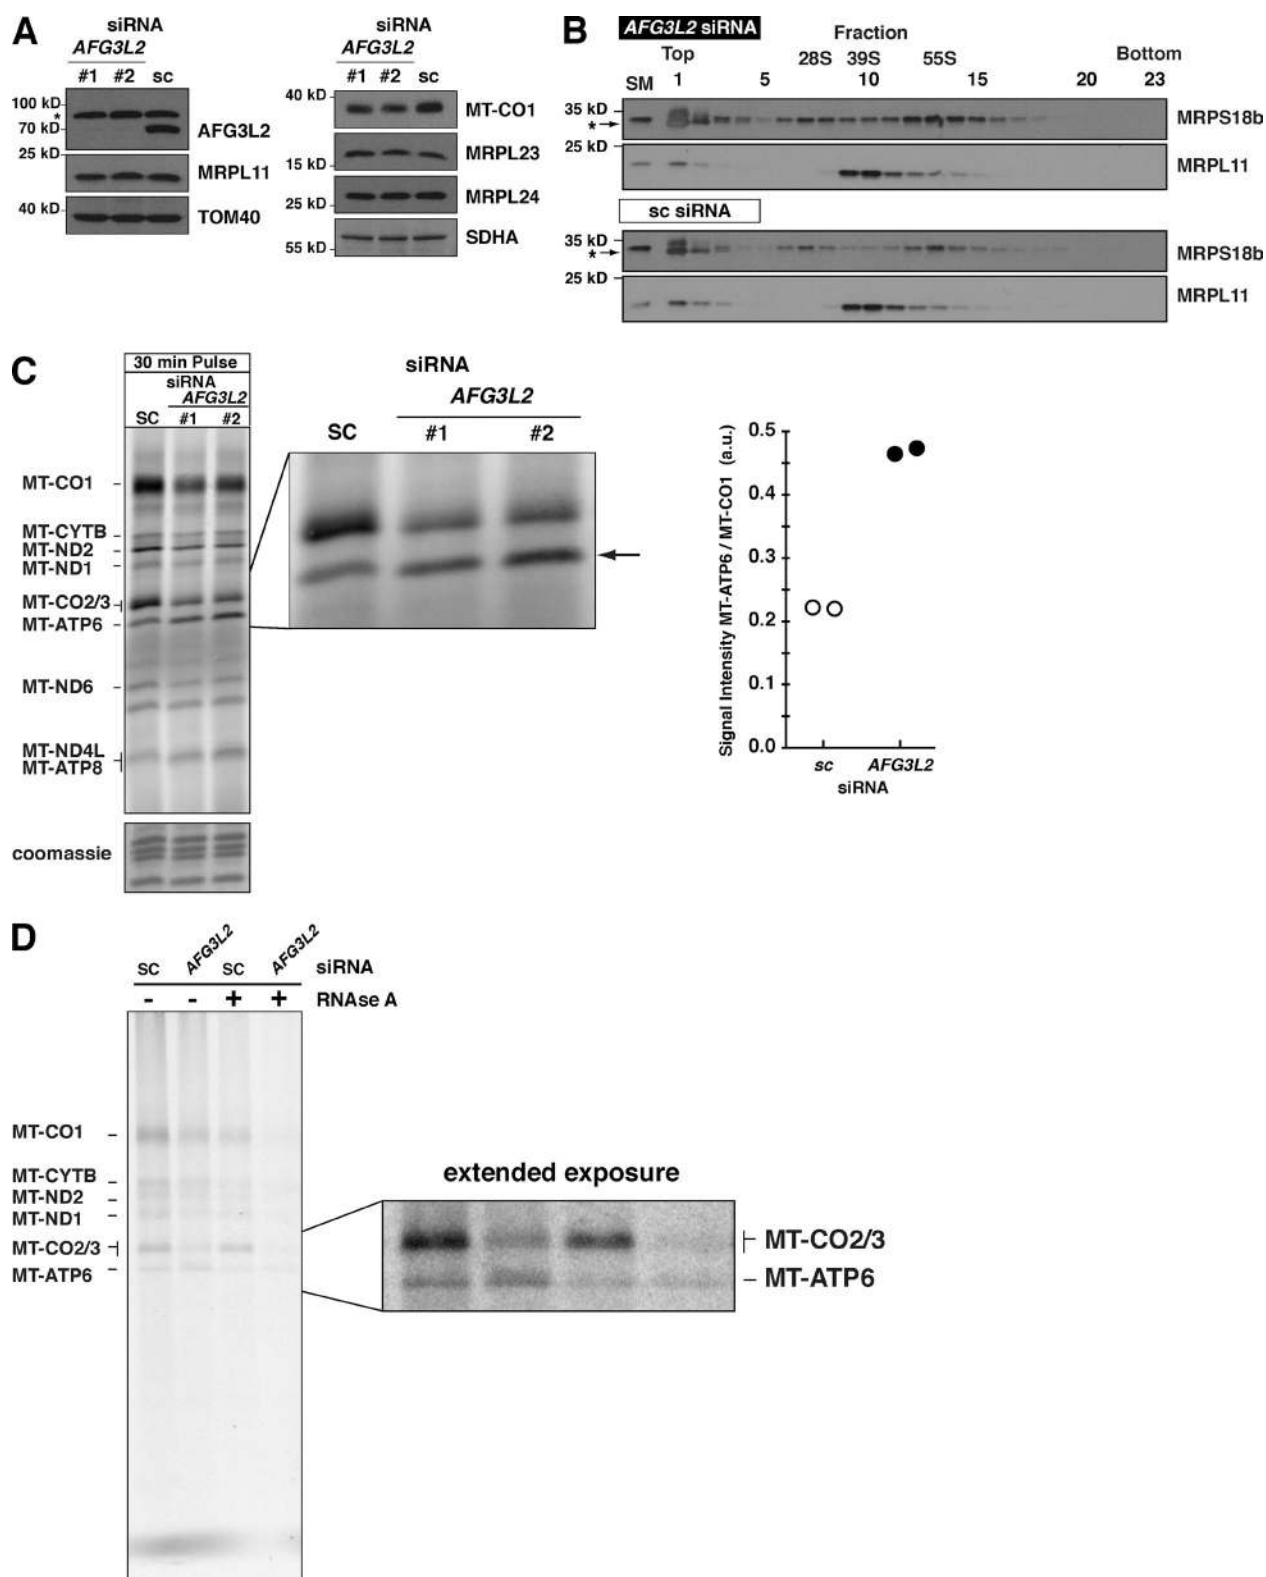 A
siRNA
AFG3L2
#1 #2 sc
100 kD
*
70 kD
AFG3L2
25 kD
MRPL11
40 kD
TOM40
siRNA
AFG3L2
#1 #2 sc
40 kD
MT-CO1
15 kD
MRPL23
25 kD
MRPL24
55 kD
SDHA
B
AFG3L2 siRNA
Fraction
Top 28S 39S 55S Bottom
SM 1 5 10 15 20 23
35 kD
*
MRPS18b
25 kD
MRPL11
sc siRNA
35 kD
*
MRPS18b
25 kD
MRPL11
C
30 min Pulse
siRNA
AFG3L2
SC #1 #2
MT-CO1
MT-CYTB
MT-ND2
MT-ND1
MT-CO2/3
MT-ATP6
MT-ND6
MT-ND4L
MT-ATP8
coomassie
siRNA
AFG3L2
SC #1 #2
Signal Intensity MT-ATP6 / MT-CO1 (a.u.)
0.5
0.4
0.3
0.2
0.1
0.0
sc AFG3L2
siRNA
D
SC AFG3L2 SC AFG3L2 siRNA
- - + + RNAse A
MT-CO1
MT-CYTB
MT-ND2
MT-ND1
MT-CO2/3
MT-ATP6
extended exposure
MT-CO2/3
MT-ATP6